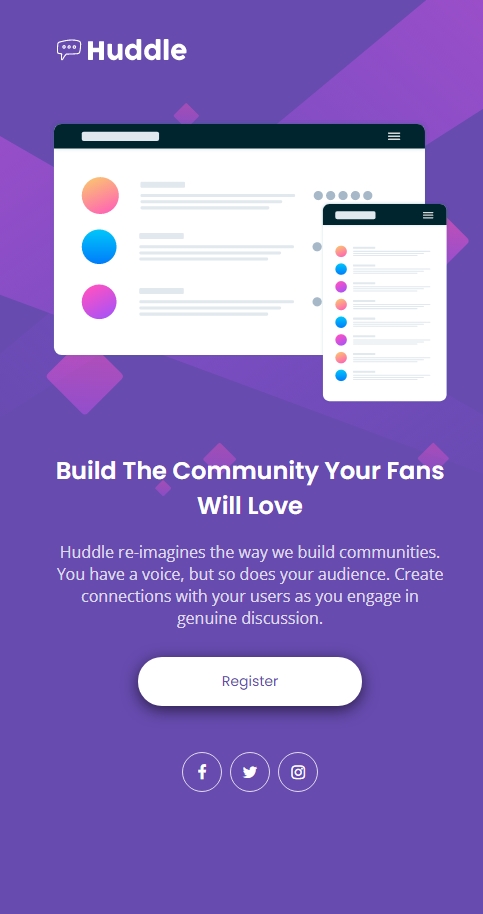 Huddle
Build The Community Your Fans
Will Love
Huddle re-imagines the way we build communities.
You have a voice, but so does your audience. Create
connections with your users as you engage in
genuine discussion.
Register